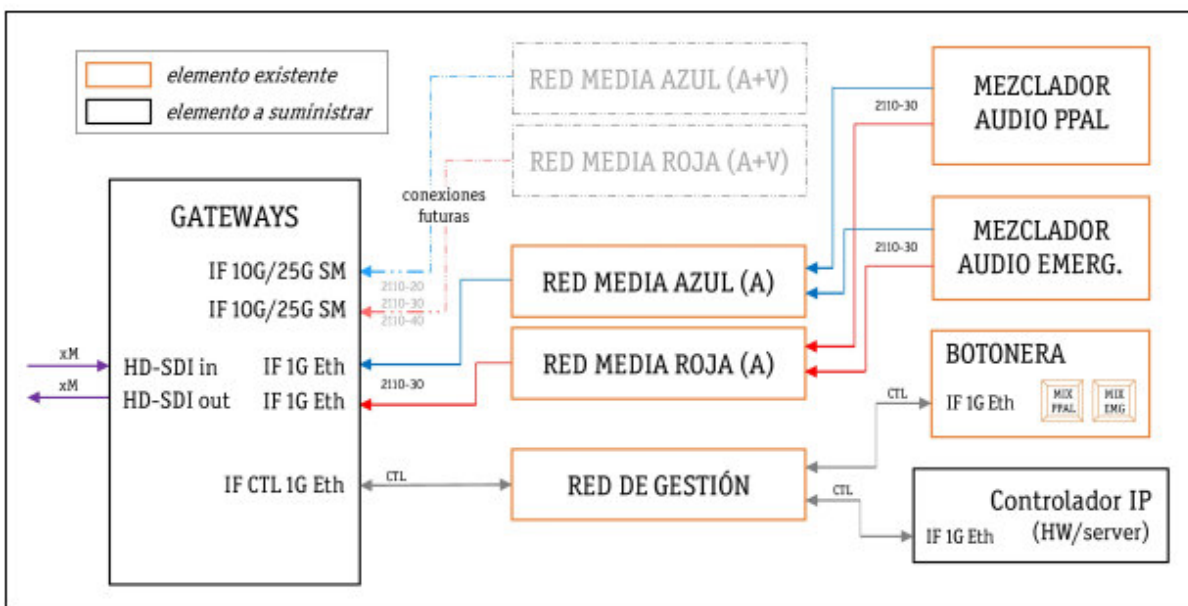 elemento existente
elemento a suministrar
RED MEDIA AZUL (A+V)
RED MEDIA ROJA (A+V)
conexiones
futuras
2110-30
MEZCLADOR
AUDIO PPAL
GATEWAYS
IF 10G/25G SM
IF 10G/25G SM
2110-20
2110-30
2110-40
RED MEDIA AZUL (A)
RED MEDIA ROJA (A)
2110-30
MEZCLADOR
AUDIO EMERG.
xM
HD-SDI in
IF 1G Eth
xM
HD-SDI out
IF 1G Eth
2110-30
BOTONERA
IF 1G Eth
MIX
PPAL
MIX
EMG
CTL
IF CTL 1G Eth
CTL
RED DE GESTIÓN
CTL
Controlador IP
(HW/server)
IF 1G Eth